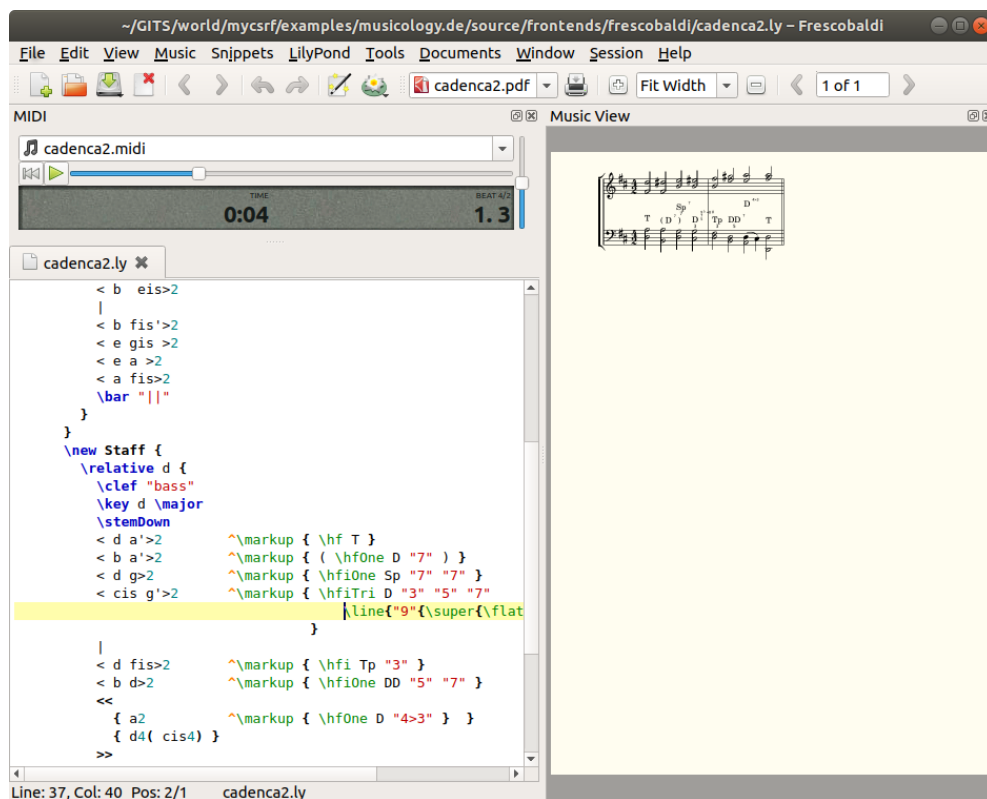 ~/GITS/world/mycsrf/examples/musicology.de/source/frontends/frescobaldi/cadenca2.ly – Frescobaldi
File Edit View Music Snippets LilyPond Tools Documents Window Session Help
cadenca2.pdf Fit Width 1 of 1
MIDI
cadenca2.midi
TIME BEAT 4/2
0:04 1. 3
cadenca2.ly
< b  eis>2
|
< b fis'>2
< e gis >2
< e a >2
< a fis>2
\bar "||"
}
}
\new Staff {
\relative d {
\clef "bass"
\key d \major
\stemDown
< d a'>2 ^\markup { \hf T }
< b a'>2 ^\markup { ( \hfOne D "7" ) }
< d g>2 ^\markup { \hfiOne Sp "7" "7" }
< cis g'>2 ^\markup { \hfiTri D "3" "5" "7"
\line{"9"{\super{\flat
}
|
< d fis>2 ^\markup { \hfi Tp "3" }
< b d>2 ^\markup { \hfiOne DD "5" "7" }
<<
{ a2 ^\markup { \hfOne D "4>3" }  }
{ d4( cis4) }
>>
Line: 37, Col: 40 Pos: 2/1 cadenca2.ly
Music View
Sp D
T (D 7) D Tp DD T